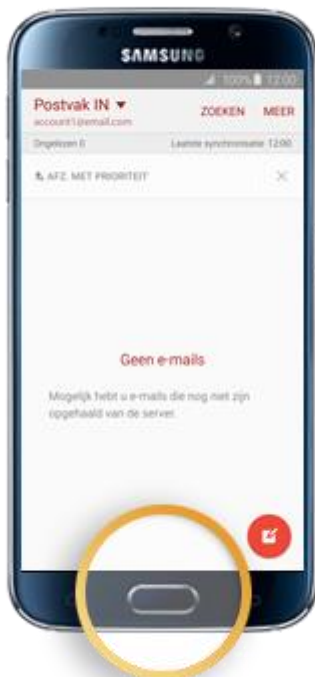 SAMSUNG
100% 12:00
Postvak IN
ZOEKEN MEER
account1@email.com
Ongelezen 0 Laatste synchronisatie 12:00
AFZ. MET PRIORITEIT
Geen e-mails
Mogelijk hebt u e-mails die nog niet zijn
opgehaald van de server.